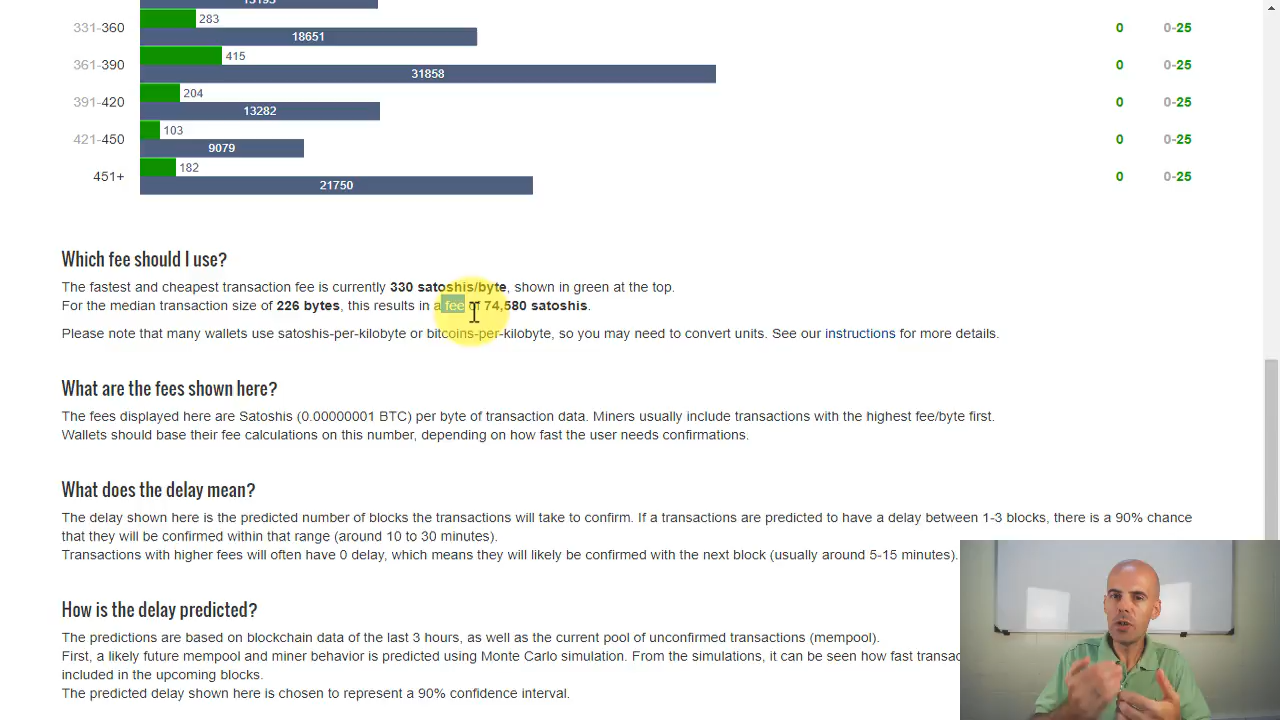 283
331-360
18651
0
0-25
415
361-390
31858
0
0-25
204
391-420
13282
0
0-25
103
421-450
9079
0
0-25
182
451+
21750
0
0-25
Which fee should I use?
The fastest and cheapest transaction fee is currently 330 satoshis/byte, shown in green at the top.
For the median transaction size of 226 bytes, this results in a fee of 74,580 satoshis.
Please note that many wallets use satoshis-per-kilobyte or bitcoins-per-kilobyte, so you may need to convert units. See our instructions for more details.
What are the fees shown here?
The fees displayed here are Satoshis (0.00000001 BTC) per byte of transaction data. Miners usually include transactions with the highest fee/byte first.
Wallets should base their fee calculations on this number, depending on how fast the user needs confirmations.
What does the delay mean?
The delay shown here is the predicted number of blocks the transactions will take to confirm. If a transactions are predicted to have a delay between 1-3 blocks, there is a 90% chance
that they will be confirmed within that range (around 10 to 30 minutes).
Transactions with higher fees will often have 0 delay, which means they will likely be confirmed with the next block (usually around 5-15 minutes).
How is the delay predicted?
The predictions are based on blockchain data of the last 3 hours, as well as the current pool of unconfirmed transactions (mempool).
First, a likely future mempool and miner behavior is predicted using Monte Carlo simulation. From the simulations, it can be seen how fast
included in the upcoming blocks.
The predicted delay shown here is chosen to represent a 90% confidence interval.